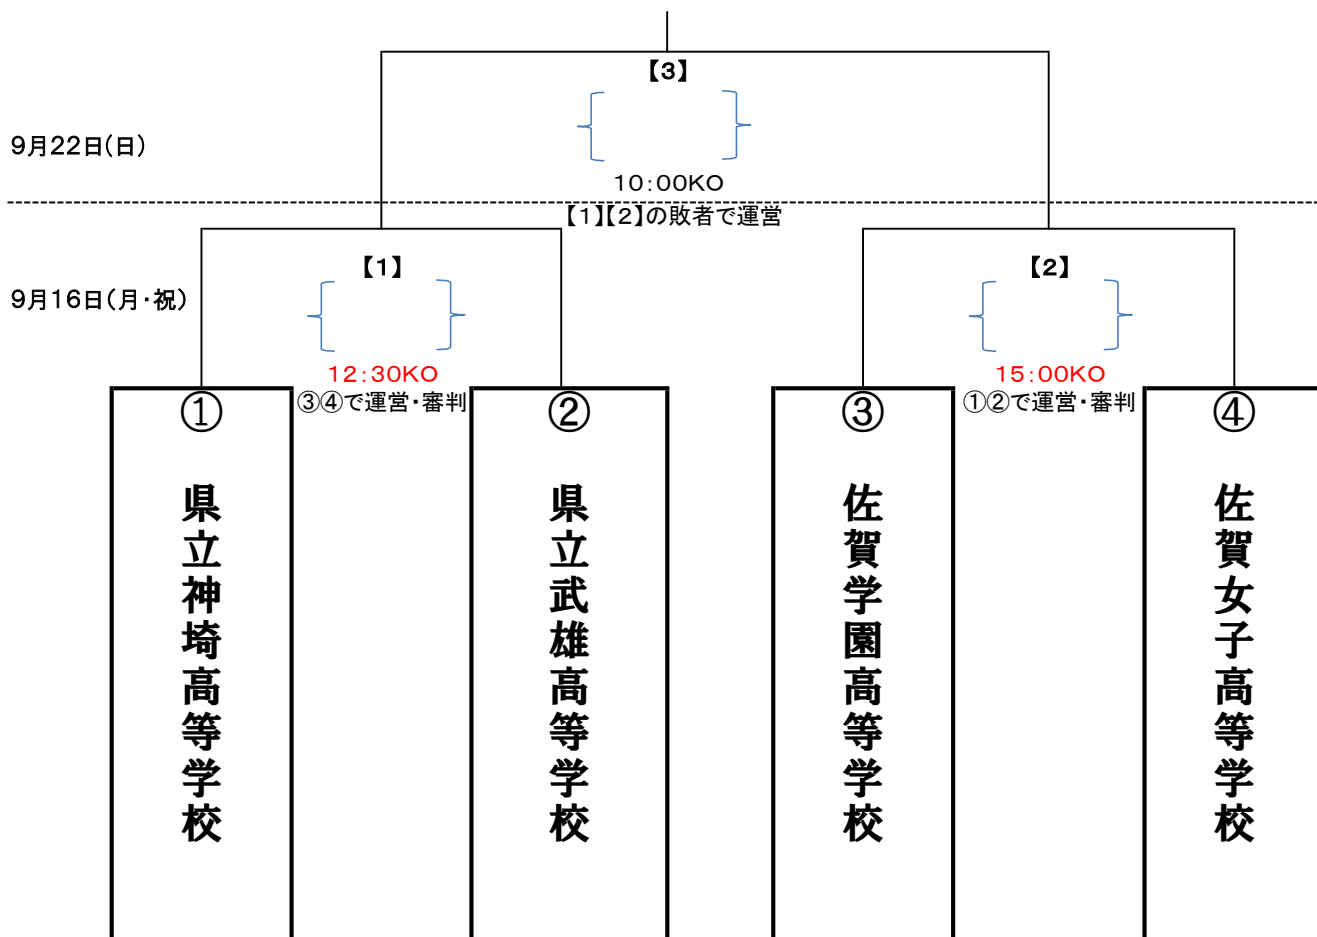 【3】
9月22日(日)
10:00KO
【1】【2】の敗者で運営
【1】
【2】
9月16日(月・祝)
12:30KO
15:00KO
③④で運営・審判
①②で運営・審判
①
②
③
④
県立神埼高等学校
県立武雄高等学校
佐賀学園高等学校
佐賀女子高等学校